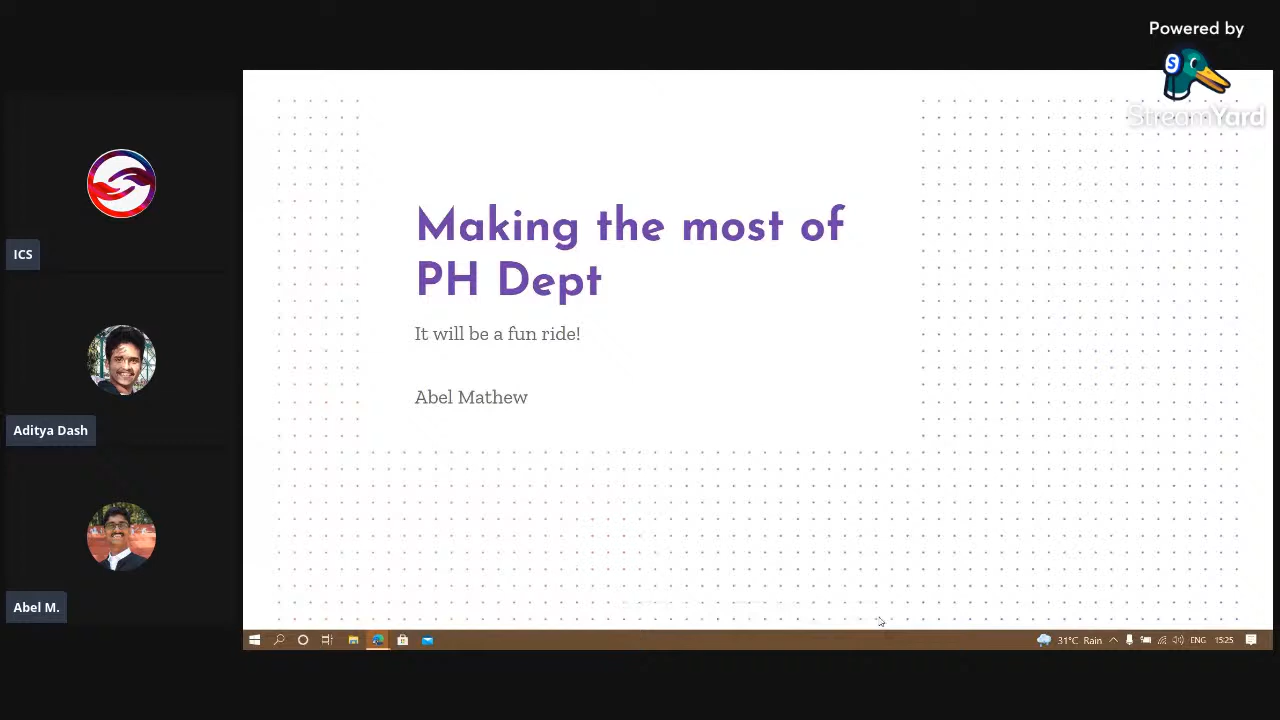 Powered by
StreamYard
ICS
Aditya Dash
Abel M.
Making the most of
PH Dept
It will be a fun ride!
Abel Mathew
31°C Rain
ENG
15:25